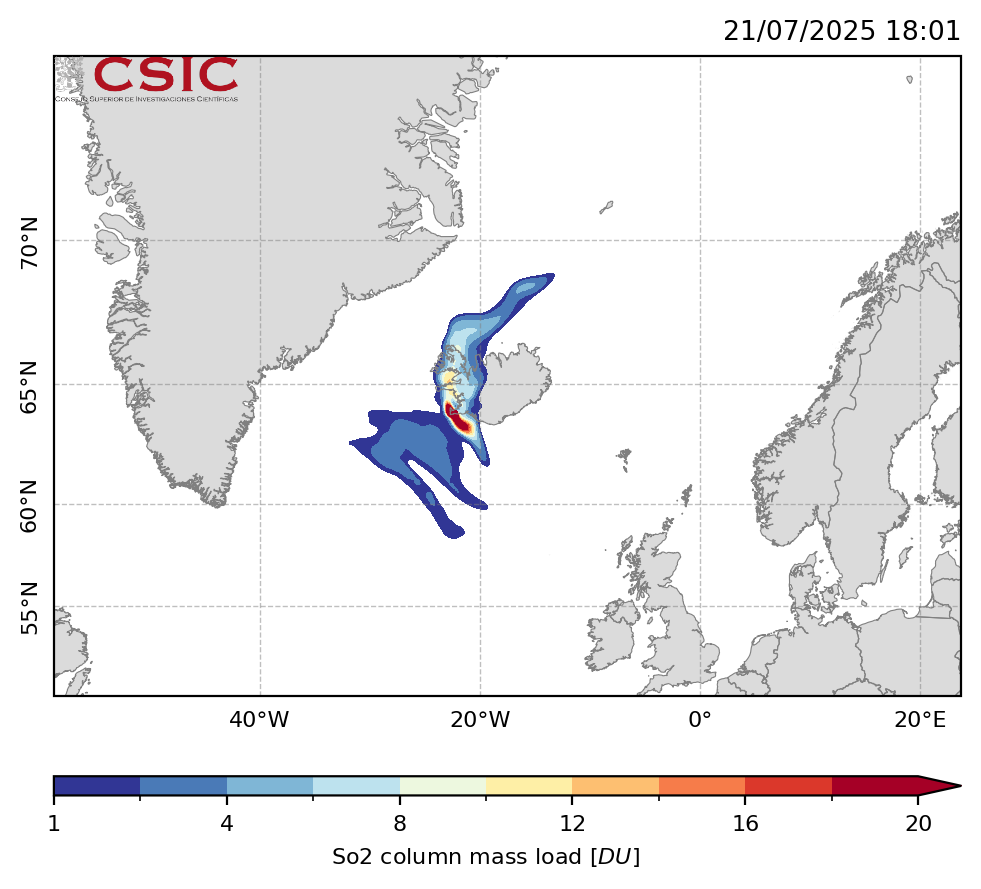 21/07/2025 18:01
CSIC
CONSEJO SUPERIOR DE INVESTIGACIONES CIENTÍFICAS
70°N
65°N
60°N
55°N
40°W 20°W 0° 20°E
1 4 8 12 16 20
So2 column mass load [DU]